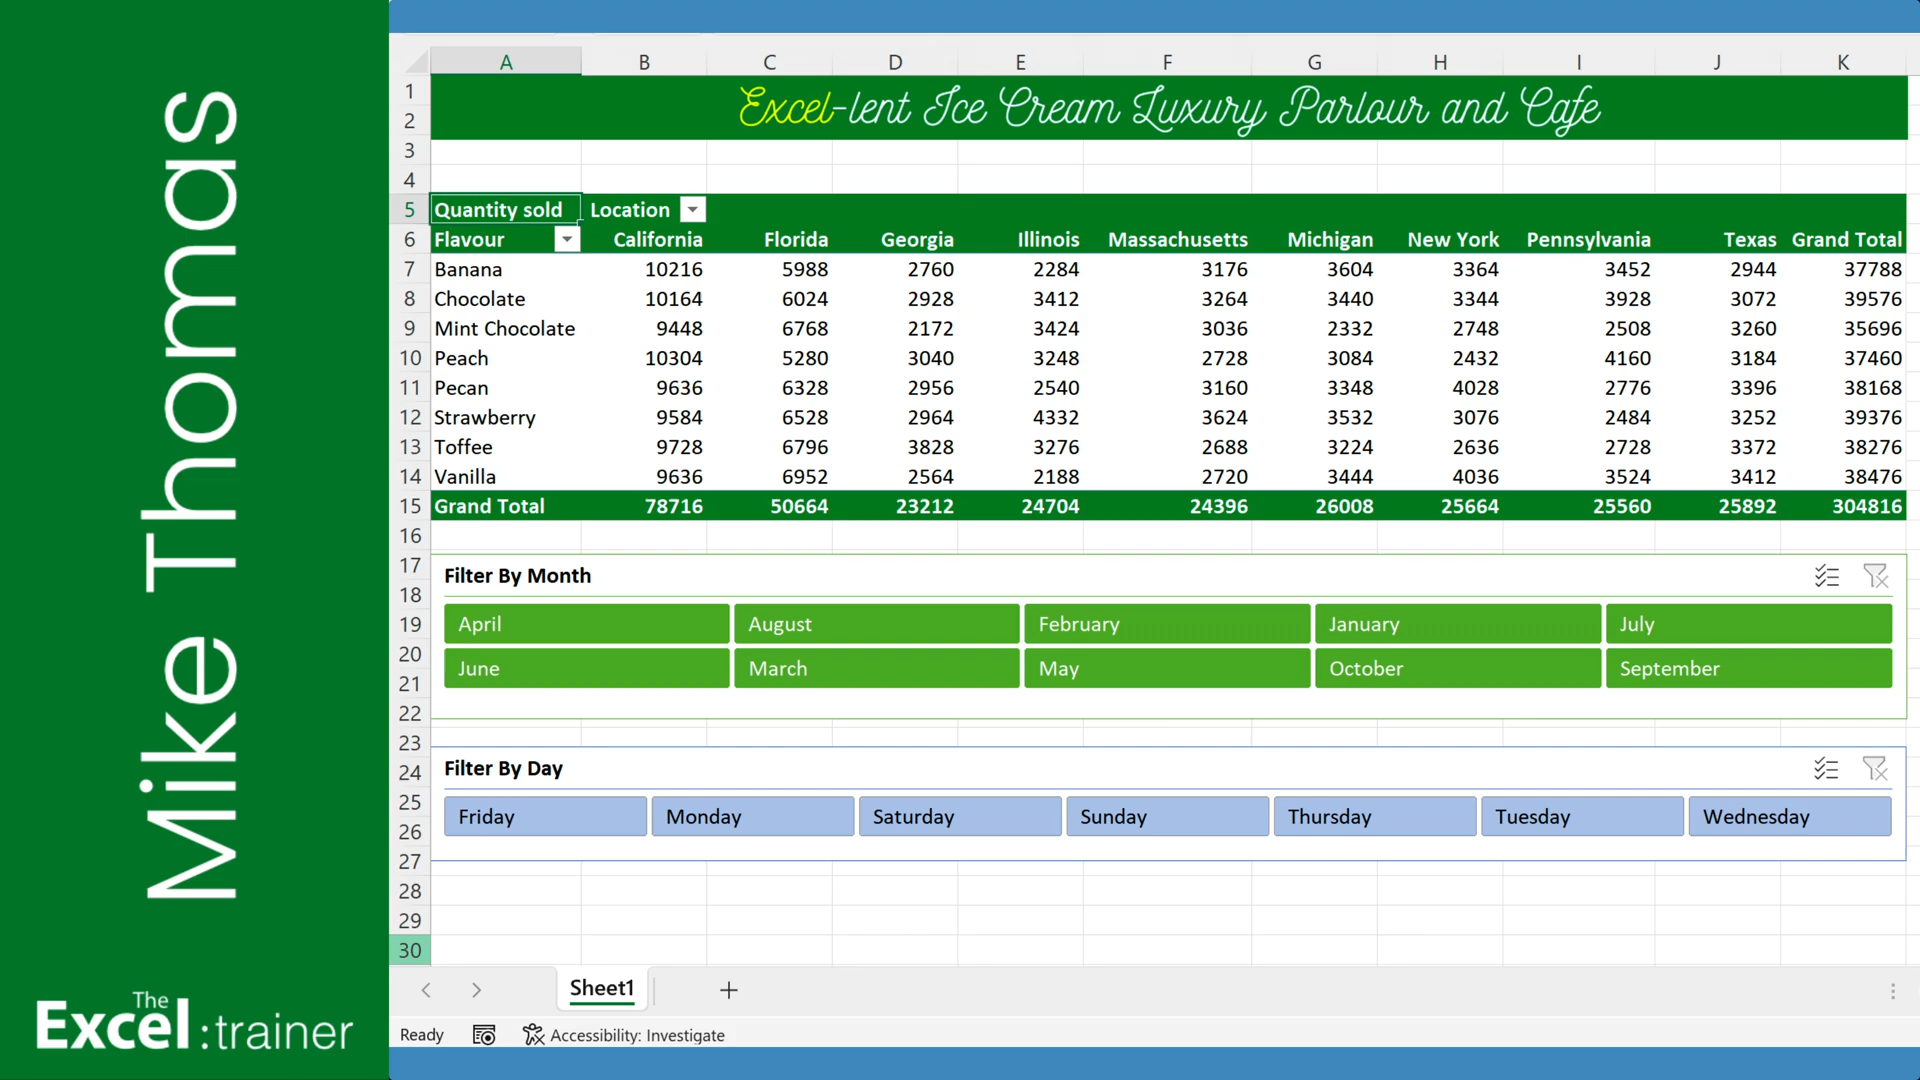 Mike Thomas
The
Excel:trainer
A B C D E F G H I J K
1
2
Excel-lent Ice Cream Luxury Parlour and Cafe
3
4
5 Quantity sold Location
6 Flavour California Florida Georgia Illinois Massachusetts Michigan New York Pennsylvania Texas Grand Total
7 Banana 10216 5988 2760 2284 3176 3604 3364 3452 2944 37788
8 Chocolate 10164 6024 2928 3412 3264 3440 3344 3928 3072 39576
9 Mint Chocolate 9448 6768 2172 3424 3036 2332 2748 2508 3260 35696
10 Peach 10304 5280 3040 3248 2728 3084 2432 4160 3184 37460
11 Pecan 9636 6328 2956 2540 3160 3348 4028 2776 3396 38168
12 Strawberry 9584 6528 2964 4332 3624 3532 3076 2484 3252 39376
13 Toffee 9728 6796 3828 3276 2688 3224 2636 2728 3372 38276
14 Vanilla 9636 6952 2564 2188 2720 3444 4036 3524 3412 38476
15 Grand Total 78716 50664 23212 24704 24396 26008 25664 25560 25892 304816
16
17
Filter By Month
18
19 April August February January July
20
June March May October September
21
22
23
24 Filter By Day
25
Friday Monday Saturday Sunday Thursday Tuesday Wednesday
26
27
28
29
30
Sheet1
Ready Accessibility: Investigate